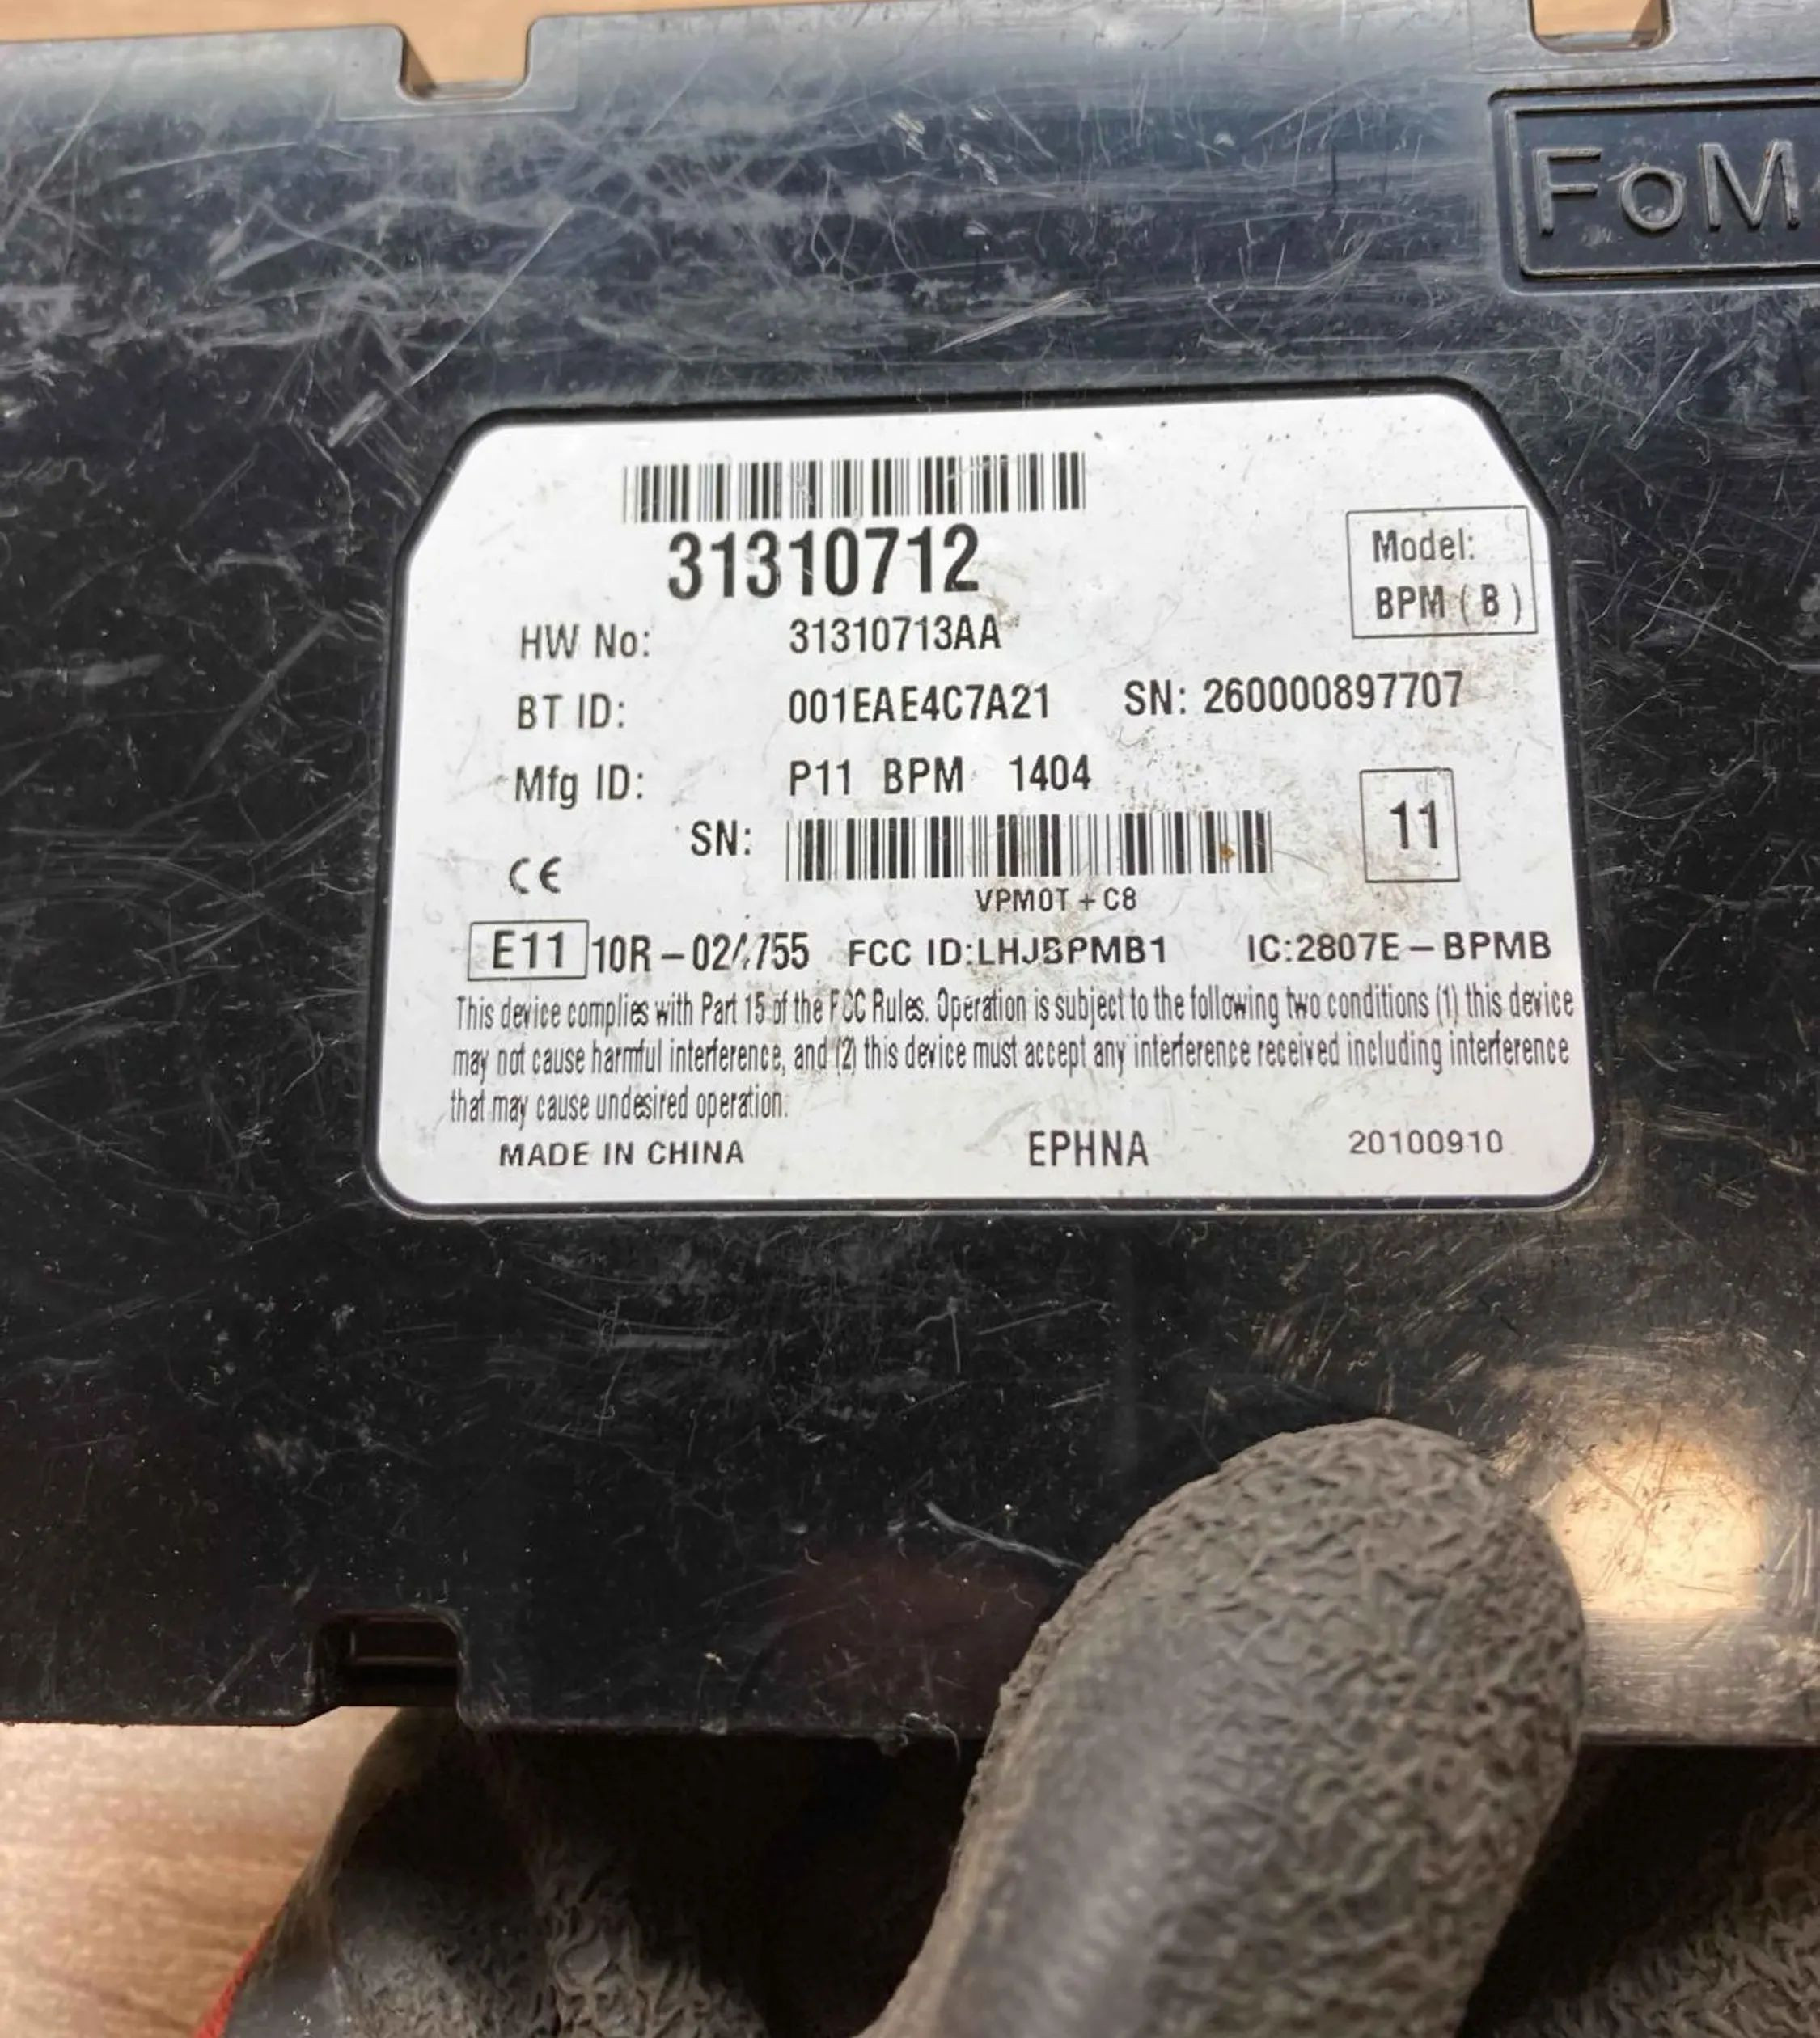 FoM
31310712
Model:
BPM ( B )
HW No: 31310713AA
BT ID: 001EAE4C7A21 SN: 260000897707
Mfg ID: P11 BPM 1404
SN:
11
CE
VPM0T + C8
E11 FCC ID:LHJBPMB1 IC:2807E – BPMB
This device complies with Part 15 of the FCC Rules. Operation is subject to the following two conditions (1) this device
may not cause harmful interference, and (2) this device must accept any interference received including interference
that may cause undesired operation.
MADE IN CHINA EPHNA 20100910